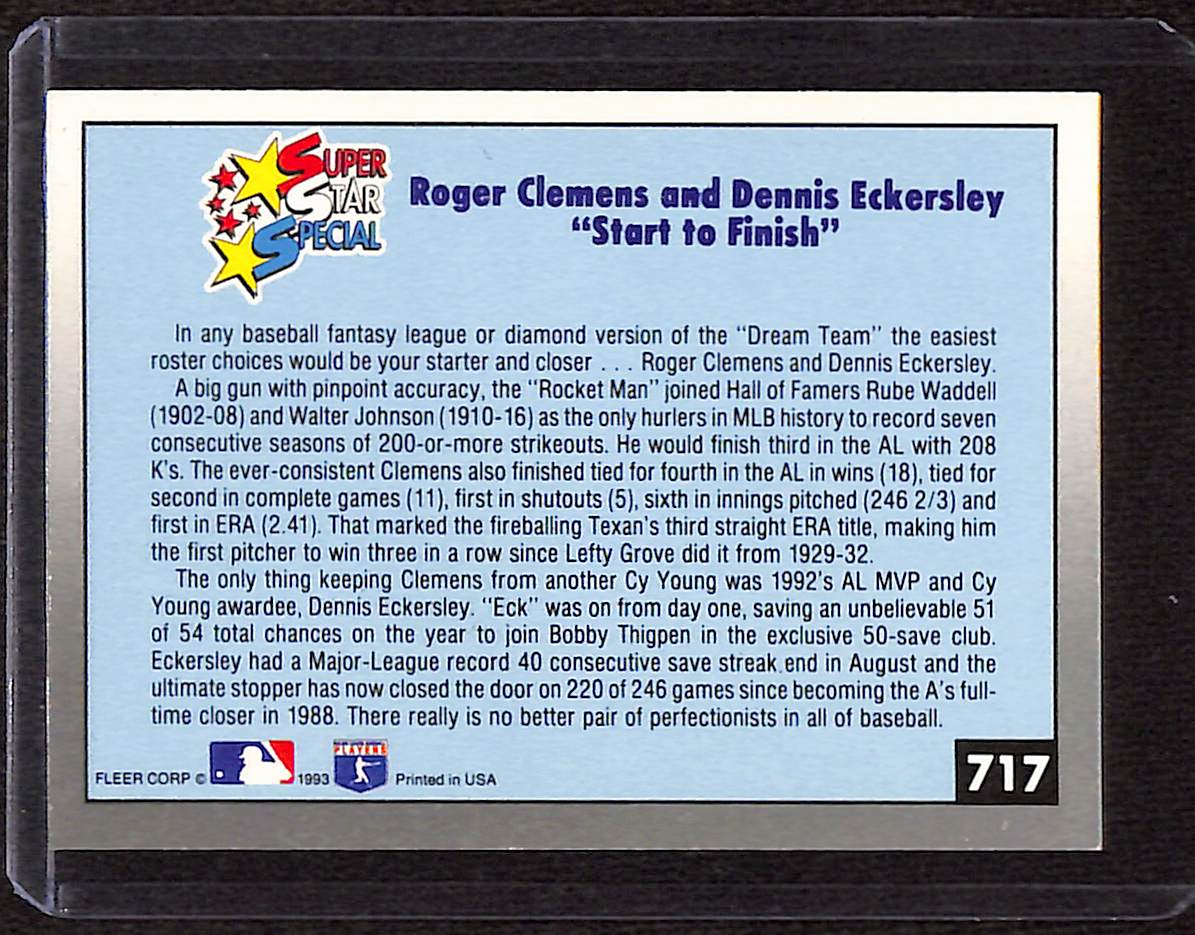 SUPER
STAR
SPECIAL
Roger Clemens and Dennis Eckersley
“Start to Finish”
In any baseball fantasy league or diamond version of the “Dream Team” the easiest
roster choices would be your starter and closer . . . Roger Clemens and Dennis Eckersley.
A big gun with pinpoint accuracy, the “Rocket Man” joined Hall of Famers Rube Waddell
(1902-08) and Walter Johnson (1910-16) as the only hurlers in MLB history to record seven
consecutive seasons of 200-or-more strikeouts. He would finish third in the AL with 208
K's. The ever-consistent Clemens also finished tied for fourth in the AL in wins (18), tied for
second in complete games (11), first in shutouts (5), sixth in innings pitched (246 2/3) and
first in ERA (2.41). That marked the fireballing Texan's third straight ERA title, making him
the first pitcher to win three in a row since Lefty Grove did it from 1929-32.
The only thing keeping Clemens from another Cy Young was 1992's AL MVP and Cy
Young awardee, Dennis Eckersley. “Eck” was on from day one, saving an unbelievable 51
of 54 total chances on the year to join Bobby Thigpen in the exclusive 50-save club.
Eckersley had a Major-League record 40 consecutive save streak end in August and the
ultimate stopper has now closed the door on 220 of 246 games since becoming the A's full-
time closer in 1988. There really is no better pair of perfectionists in all of baseball.
FLEER CORP © 1993 PLAYERS Printed in USA
717